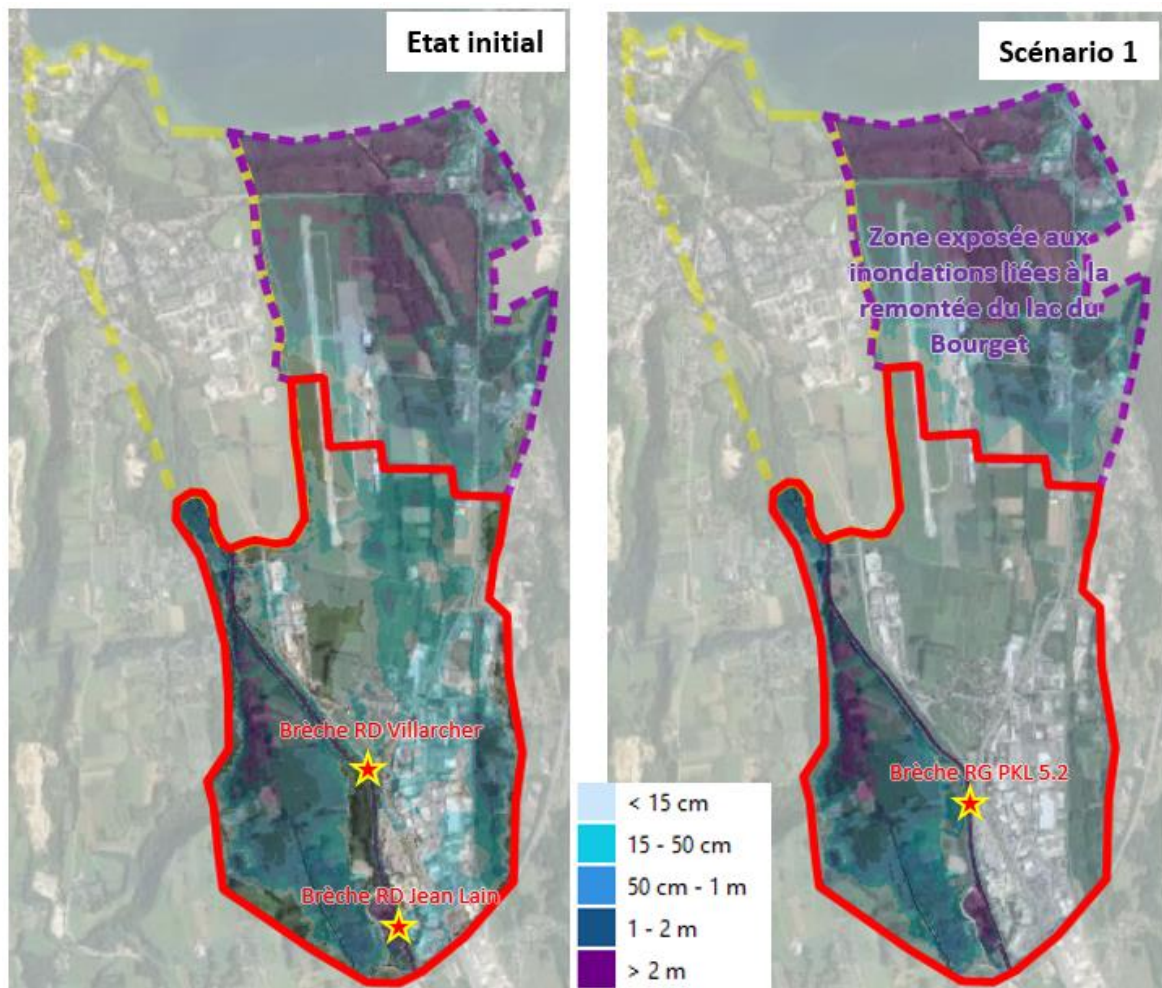 Etat initial
Scénario 1
Zone exposée aux
inondations liées à la
remontée du lac du
Bourget
Brèche RD Villarcher
Brèche RD Jean Lain
Brèche RG PKL 5.2
< 15 cm
15 - 50 cm
50 cm - 1 m
1 - 2 m
> 2 m